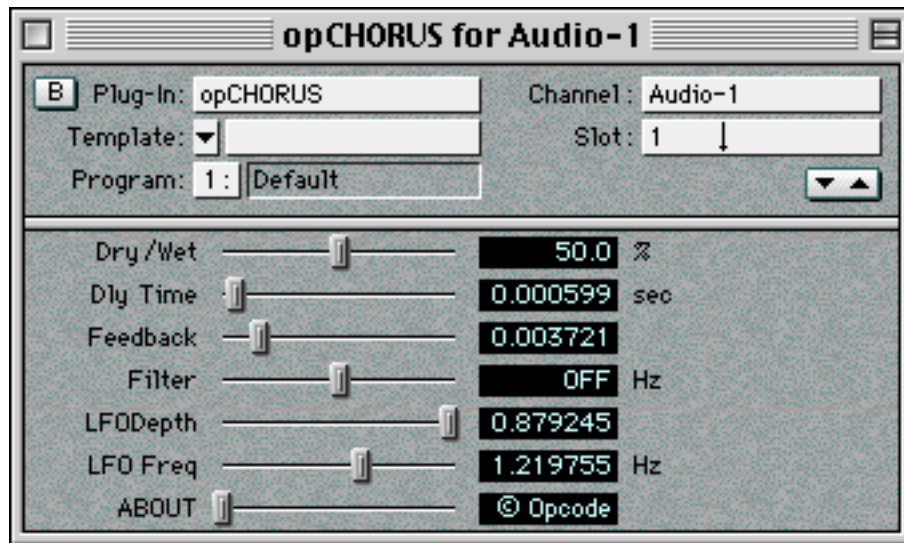 opCHORUS for Audio-1
B Plug-In: opCHORUS Channel: Audio-1
Template: Slot: 1
Program: 1: Default
Dry/Wet 50.0 %
Dly Time 0.000599 sec
Feedback 0.003721
Filter OFF Hz
LFODepth 0.879245
LFO Freq 1.219755 Hz
ABOUT © Opcode